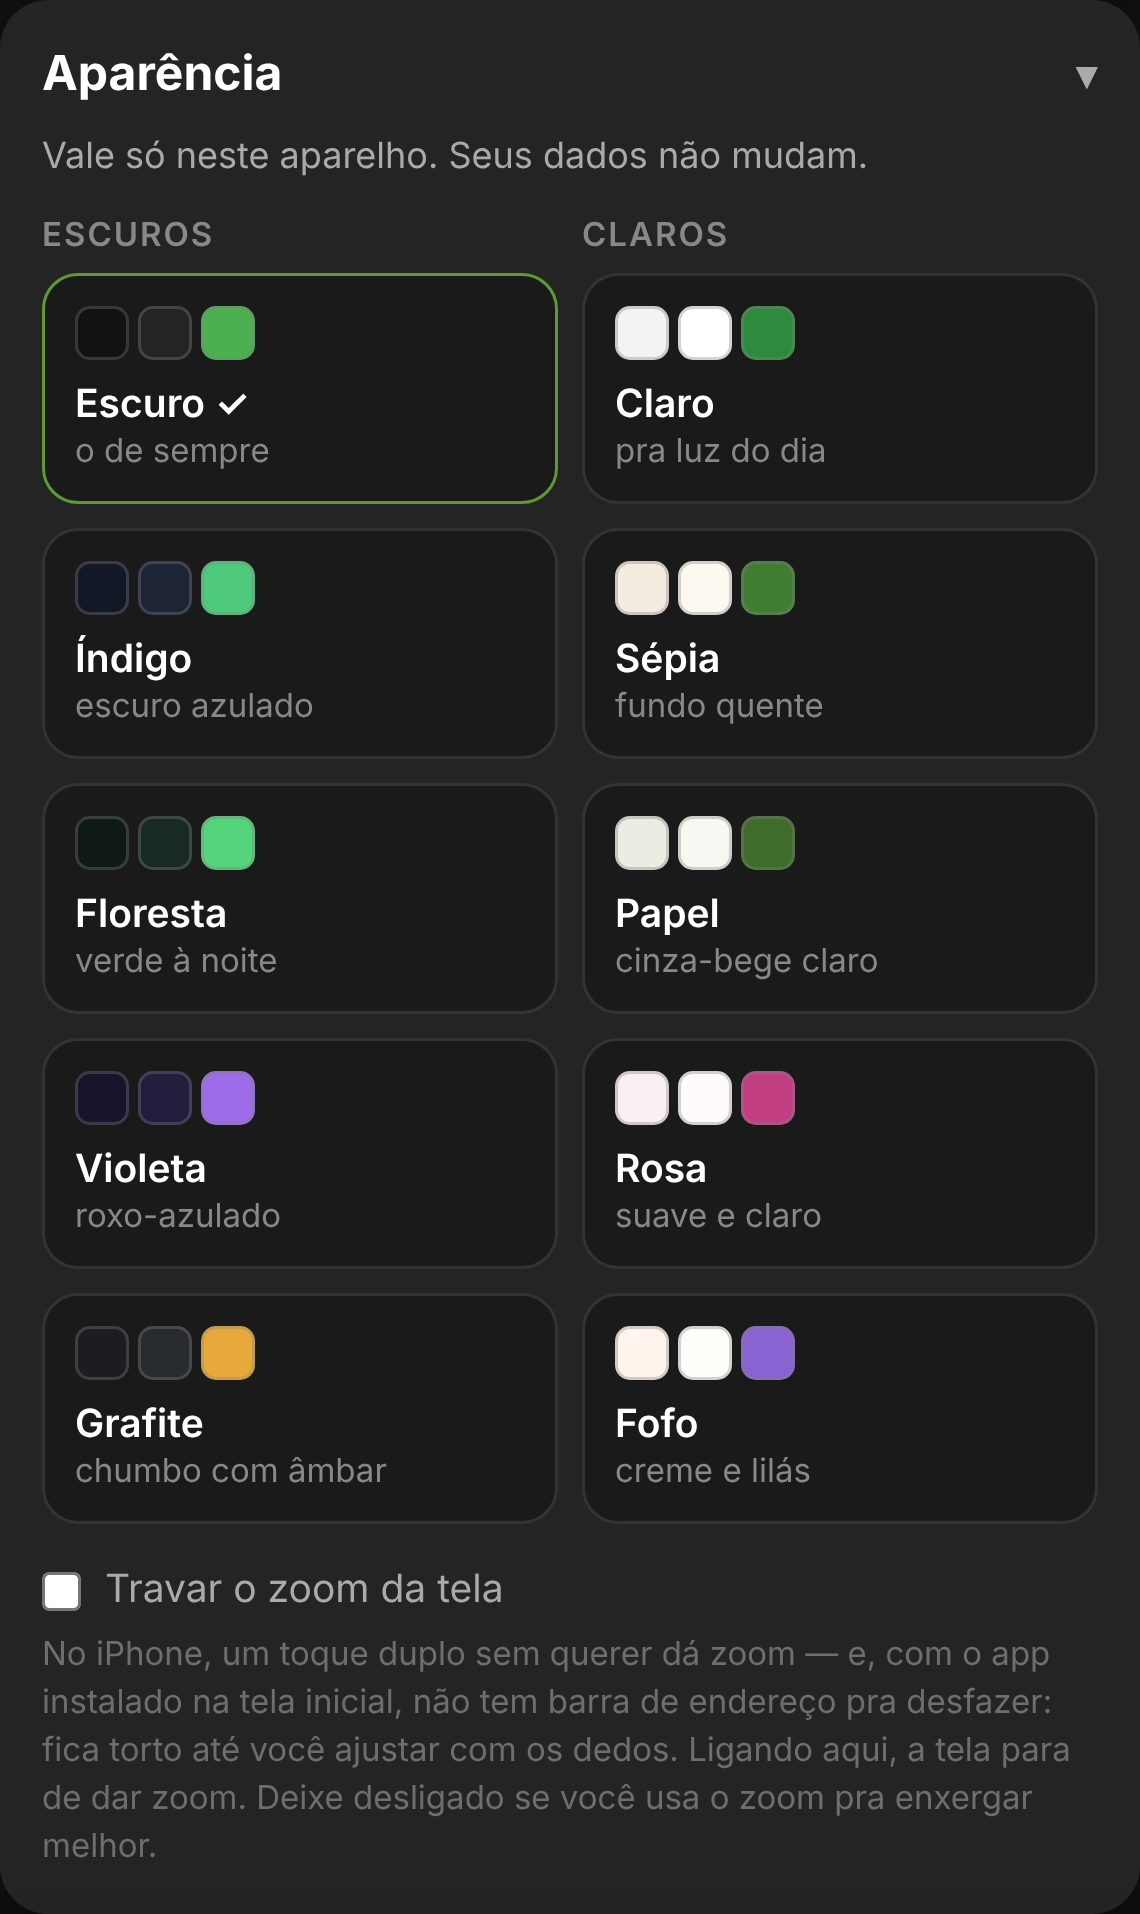 Aparência
Vale só neste aparelho. Seus dados não mudam.
ESCUROS
CLAROS
Escuro ✓
o de sempre
Claro
pra luz do dia
Índigo
escuro azulado
Sépia
fundo quente
Floresta
verde à noite
Papel
cinza-bege claro
Violeta
roxo-azulado
Rosa
suave e claro
Grafite
chumbo com âmbar
Fofo
creme e lilás
Travar o zoom da tela
No iPhone, um toque duplo sem querer dá zoom — e, com o app
instalado na tela inicial, não tem barra de endereço pra desfazer:
fica torto até você ajustar com os dedos. Ligando aqui, a tela para
de dar zoom. Deixe desligado se você usa o zoom pra enxergar
melhor.